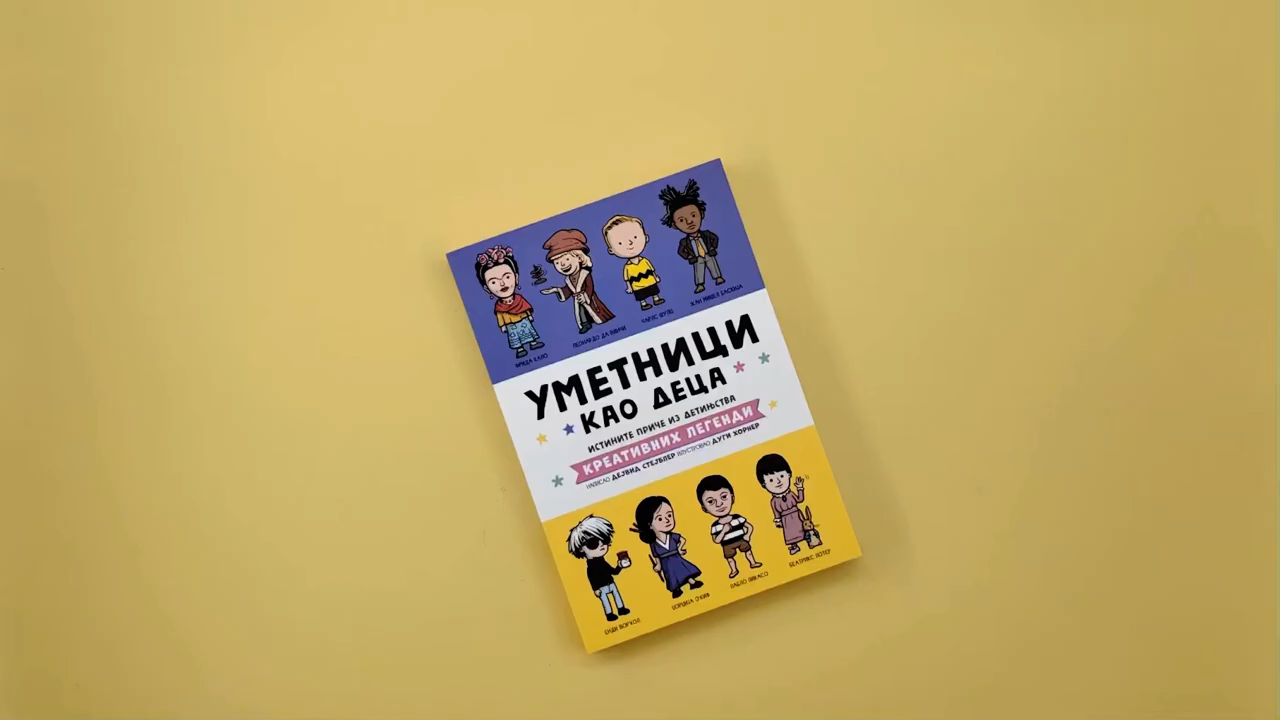 ФРИДА КАЛО
ЛЕОНАРДО ДА ВИНЧИ
ЧАРЛС ШУЛЦ
ЖАН МИШЕЛ БАСКИЈА
УМЕТНИЦИ
КАО ДЕЦА
ИСТИНИТЕ ПРИЧЕ ИЗ ДЕТИЊСТВА
КРЕАТИВНИХ ЛЕГЕНДИ
НАПИСАО ДЕЈВИД СТЕЈБЛЕР ИЛУСТРОВАО ДУГИ ХОРНЕР
ЕНДИ ВОРХОЛ
ЏОРЏИЈА О'КИФ
ПАБЛО ПИКАСО
БЕАТРИКС ПОТЕР